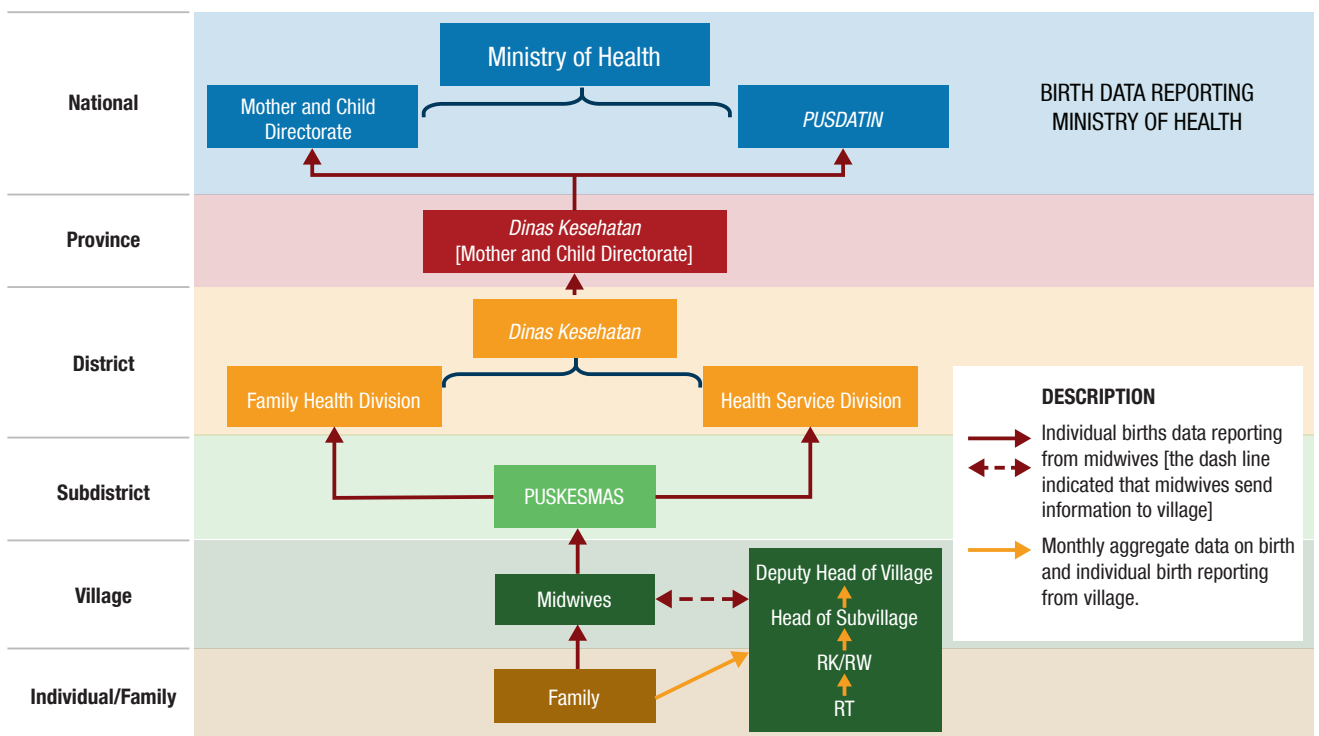 National
Ministry of Health
Mother and Child
Directorate
PUSDATIN
BIRTH DATA REPORTING
MINISTRY OF HEALTH
Province
Dinas Kesehatan
[Mother and Child Directorate]
District
Dinas Kesehatan
Family Health Division
Health Service Division
DESCRIPTION
Individual births data reporting
from midwives [the dash line
indicated that midwives send
information to village]
Monthly aggregate data on birth
and individual birth reporting
from village.
Subdistrict
PUSKESMAS
Village
Midwives
Deputy Head of Village
Head of Subvillage
RK/RW
RT
Individual/Family
Family